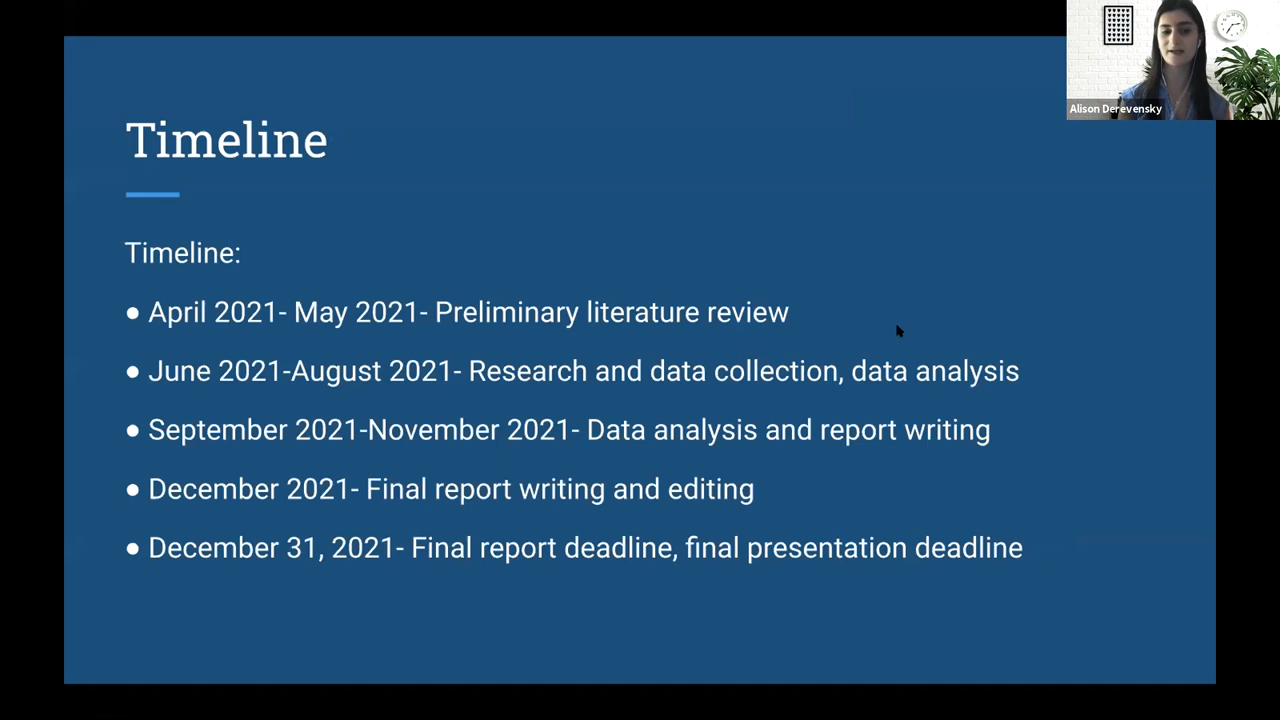 Timeline
Timeline:
● April 2021- May 2021- Preliminary literature review
● June 2021-August 2021- Research and data collection, data analysis
● September 2021-November 2021- Data analysis and report writing
● December 2021- Final report writing and editing
● December 31, 2021- Final report deadline, final presentation deadline
Alison Derevensky